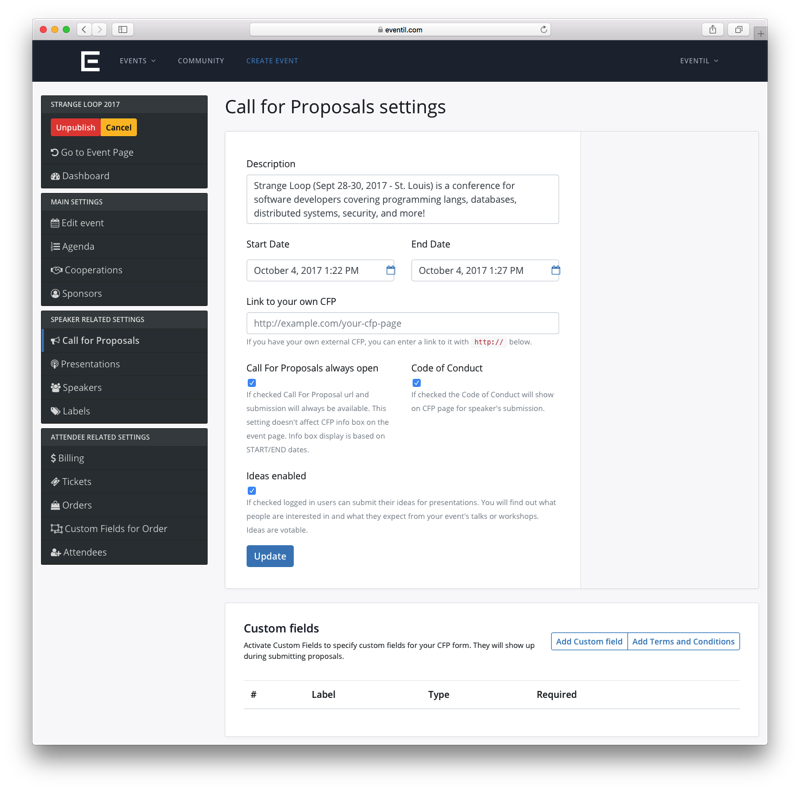 eventil.com
E
EVENTS
COMMUNITY
CREATE EVENT
EVENTIL
STRANGE LOOP 2017
Unpublish
Cancel
Go to Event Page
Dashboard
MAIN SETTINGS
Edit event
Agenda
Cooperations
Sponsors
SPEAKER RELATED SETTINGS
Call for Proposals
Presentations
Speakers
Labels
ATTENDEE RELATED SETTINGS
Billing
Tickets
Orders
Custom Fields for Order
Attendees
Call for Proposals settings
Description
Strange Loop (Sept 28-30, 2017 - St. Louis) is a conference for
software developers covering programming langs, databases,
distributed systems, security, and more!
Start Date
End Date
October 4, 2017 1:22 PM
October 4, 2017 1:27 PM
Link to your own CFP
http://example.com/your-cfp-page
If you have your own external CFP, you can enter a link to it with http:// below.
Call For Proposals always open
If checked Call For Proposal url and
submission will always be available. This
setting doesn't affect CFP info box on the
event page. Info box display is based on
START/END dates.
Code of Conduct
If checked the Code of Conduct will show
on CFP page for speaker's submission.
Ideas enabled
If checked logged in users can submit their ideas for presentations. You will find out what
people are interested in and what they expect from your event's talks or workshops.
Ideas are votable.
Update
Custom fields
Activate Custom Fields to specify custom fields for your CFP form. They will show up
during submitting proposals.
Add Custom field
Add Terms and Conditions
# Label Type Required